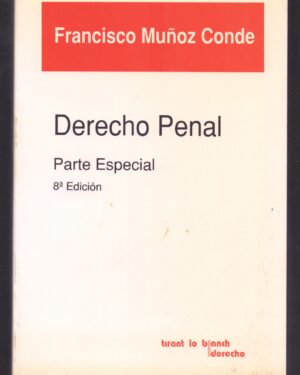 Francisco Muñoz Conde
Derecho Penal
Parte Especial
8ª Edición
tirant lo blanch
derecho